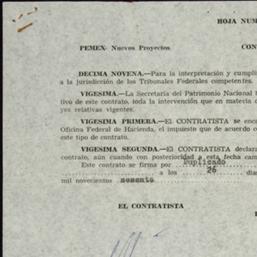 HOJA NUM
PEMEX- Nuevos Proyectos CON
DECIMA NOVENA.—Para la interpretación y cumpli
a la jurisdicción de los Tribunales Federales competentes.
VIGESIMA.—La Secretaría del Patrimonio Nacional
tivo de este contrato, toda la intervención que en materia
yes relativas vigentes.
VIGESIMA PRIMERA.—El CONTRATISTA se enc
Oficina Federal de Hacienda, el impuesto que de acuerdo c
este tipo de contrato.
VIGESIMA SEGUNDA.—El CONTRATISTA declara
contrato, aún cuando con posterioridad a esta fecha cam
Este contrato se firma por Duplicado
a los 26 días
mil novecientos
EL CONTRATISTA